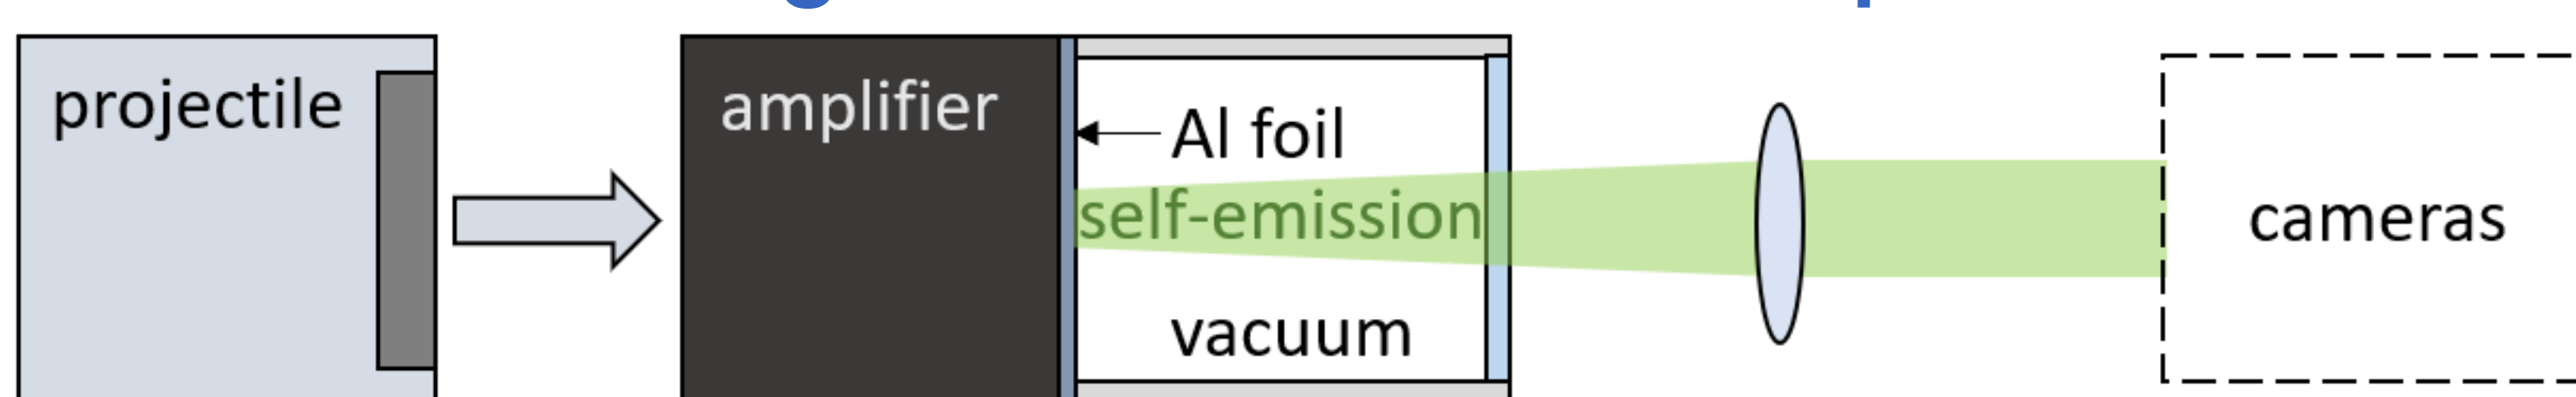 projectile
amplifier
Al foil
self-emission
vacuum
cameras